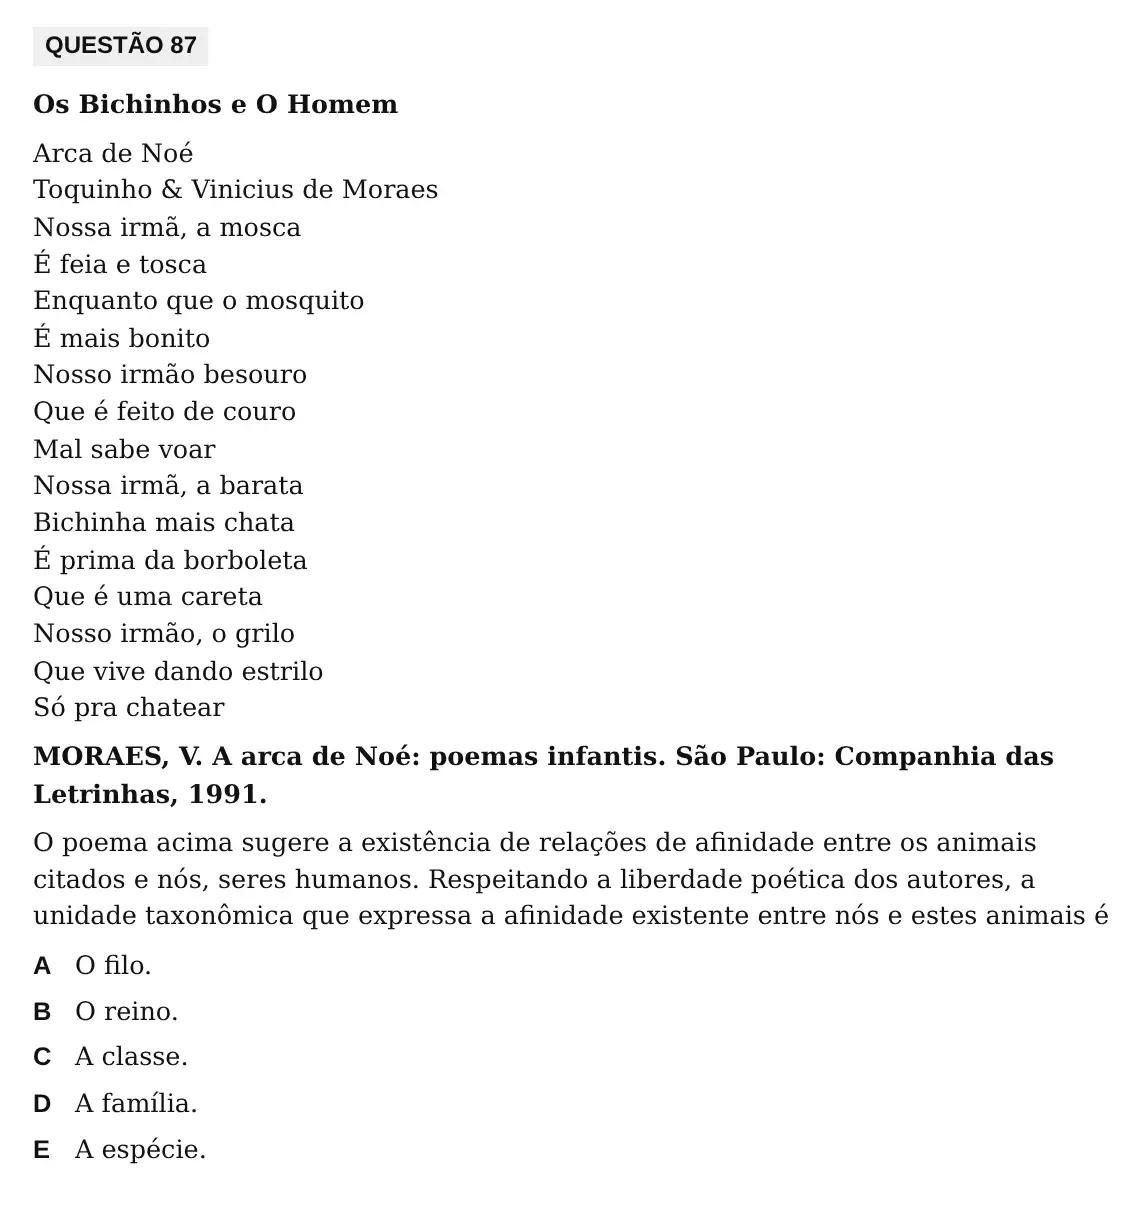 QUESTÃO 87
Os Bichinhos e O Homem
Arca de Noé
Toquinho & Vinicius de Moraes
Nossa irmã, a mosca
É feia e tosca
Enquanto que o mosquito
É mais bonito
Nosso irmão besouro
Que é feito de couro
Mal sabe voar
Nossa irmã, a barata
Bichinha mais chata
É prima da borboleta
Que é uma careta
Nosso irmão, o grilo
Que vive dando estrilo
Só pra chatear
MORAES, V. A arca de Noé: poemas infantis. São Paulo: Companhia das
Letrinhas, 1991.
O poema acima sugere a existência de relações de afinidade entre os animais
citados e nós, seres humanos. Respeitando a liberdade poética dos autores, a
unidade taxonômica que expressa a afinidade existente entre nós e estes animais é
A O filo.
B O reino.
C A classe.
D A família.
E A espécie.